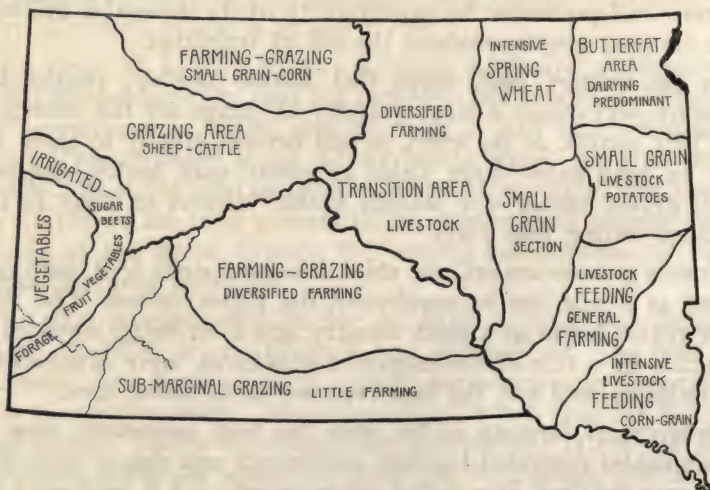 FARMING-GRAZING
SMALL GRAIN-CORN
GRAZING AREA
SHEEP-CATTLE
IRRIGATED-
SUGAR
BEETS
VEGETABLES
FRUIT
FORAGE
VEGETABLES
FARMING-GRAZING
DIVERSIFIED FARMING
SUB-MARGINAL GRAZING LITTLE FARMING
DIVERSIFIED
FARMING
TRANSITION AREA
LIVESTOCK
INTENSIVE
SPRING
WHEAT
SMALL
GRAIN
SECTION
BUTTERFAT
AREA
DAIRYING
PREDOMINANT
SMALL GRAIN
LIVESTOCK
POTATOES
LIVESTOCK
FEEDING
GENERAL
FARMING
INTENSIVE
LIVESTOCK
FEEDING
CORN-GRAIN